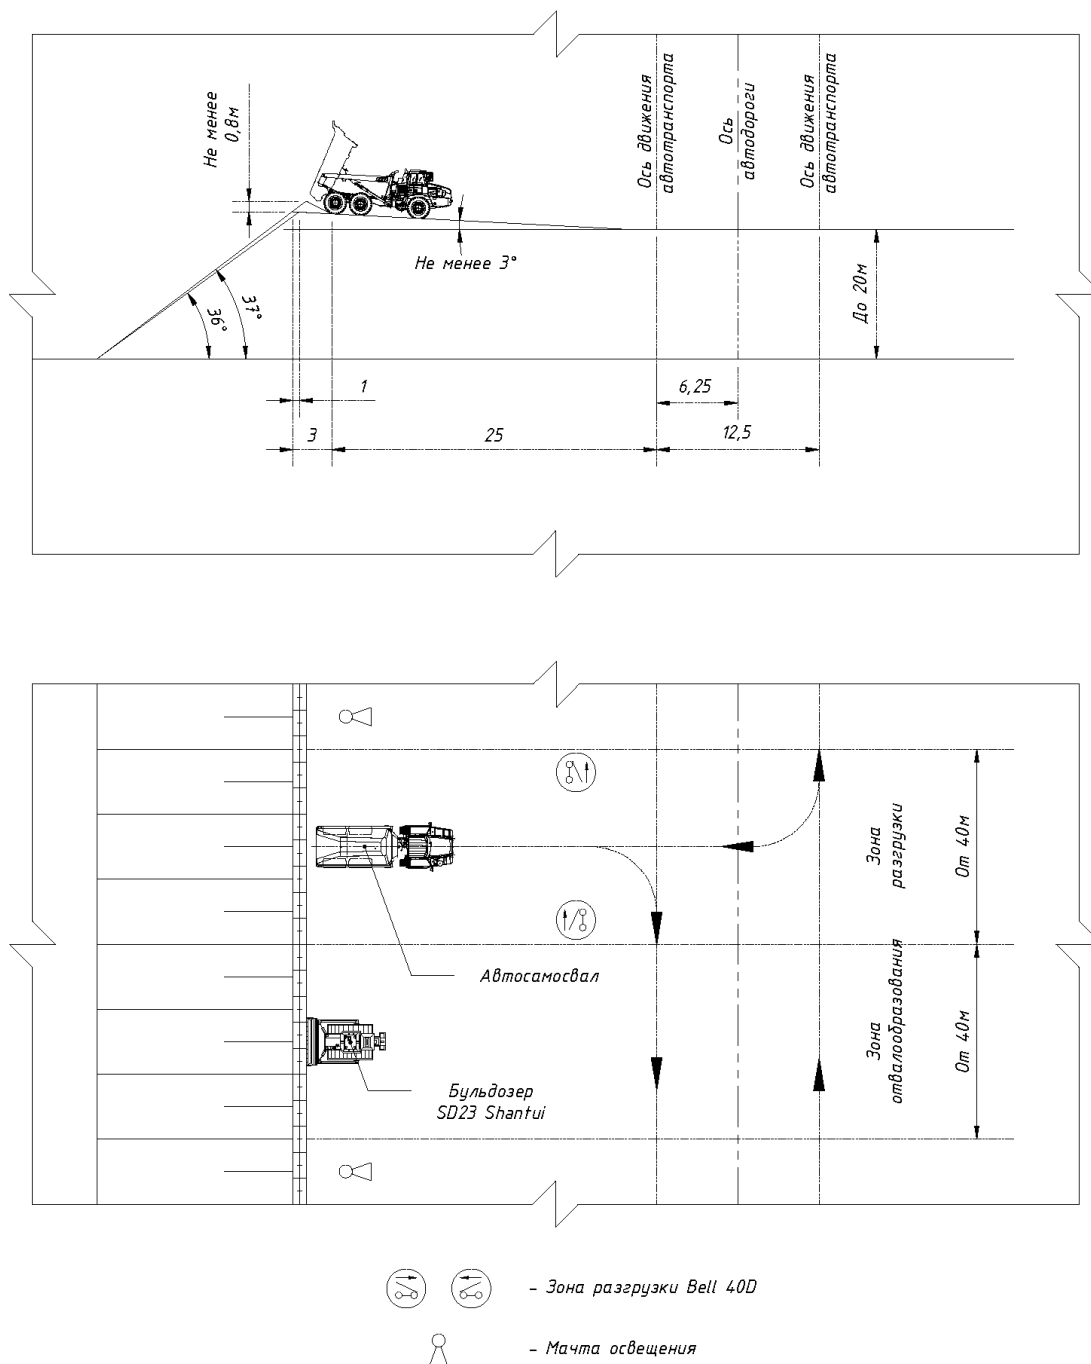 Не менее
0,8м
Ось движения
автотранспорта
Ось
автодороги
Ось движения
автотранспорта
Не менее 3°
До 20м
36°
37°
1
6,25
3
25
12,5
Зона
разгрузки
От 40м
Автосамосвал
Зона
отвалообразования
От 40м
Бульдозер
SD23 Shantui
- Зона разгрузки Bell 40D
- Мачта освещения